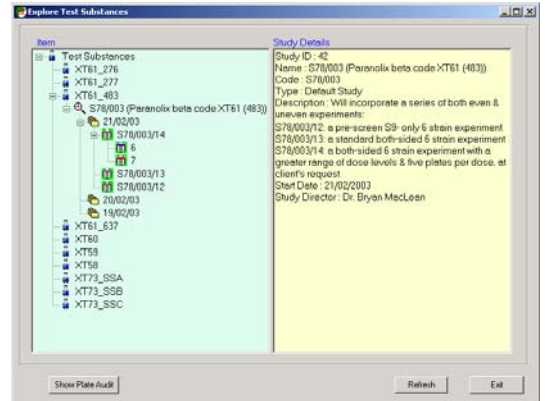 Explore Test Substances
Item
Test Substances
XT61_276
XT61_277
XT61_483
S78/003 (Paranolix beta code XT61 (483))
21/02/03
S78/003/14
6
7
S78/003/13
S78/003/12
20/02/03
19/02/03
XT61_637
XT60
XT59
XT58
XT73_SSA
XT73_SSB
XT73_SSC
Study Details
Study ID : 42
Name : S78/003 (Paranolix beta code XT61 (483))
Code : S78/003
Type : Default Study
Description : Will incorporate a series of both even &
uneven experiments:
S78/003/12: a pre-screen S9- only 6 strain experiment
S78/003/13: a standard both-sided 6 strain experiment
S78/003/14: a both-sided 6 strain experiment with a
greater range of dose levels & five plates per dose, at
client's request
Start Date : 21/02/2003
Study Director : Dr. Bryan MacLean
Show Plate Audit
Refresh
Exit